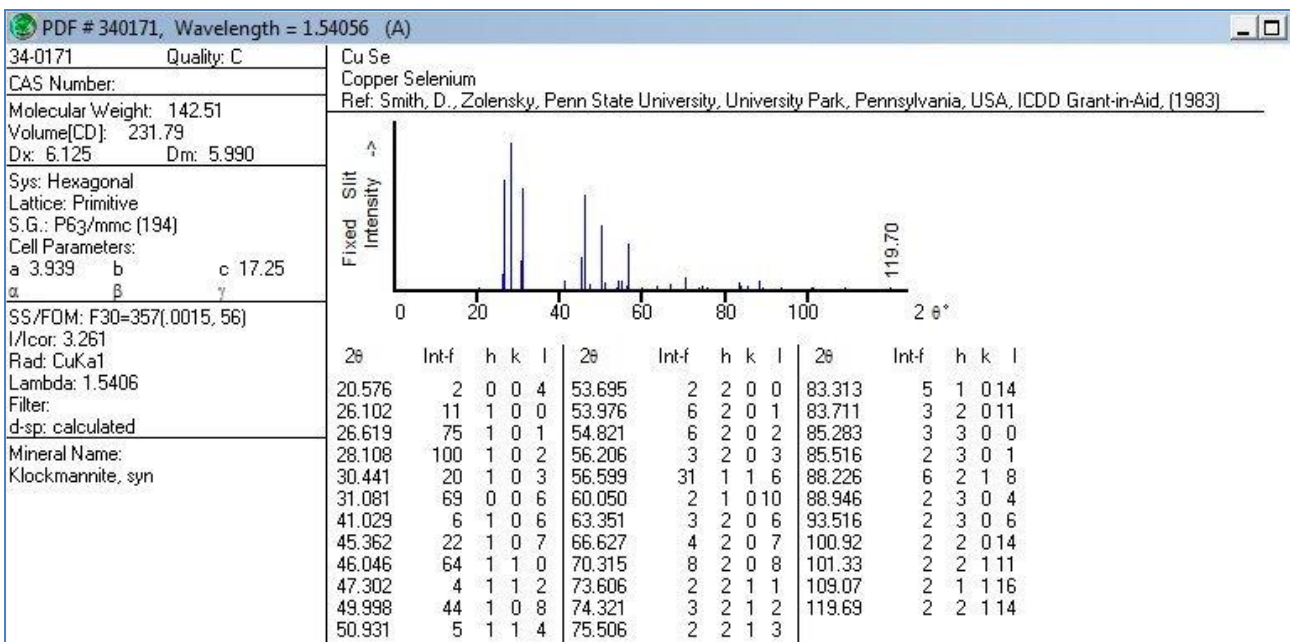 PDF # 340171, Wavelength = 1.54056 (A)
34-0171 Quality: C
CAS Number:
Molecular Weight: 142.51
Volume[CD]: 231.79
Dx: 6.125 Dm: 5.990
Sys: Hexagonal
Lattice: Primitive
S.G.: P63/mmc (194)
Cell Parameters:
a 3.939 b c 17.25
α β γ
SS/FOM: F30=357(.0015, 56)
I/Icor: 3.261
Rad: CuKa1
Lambda: 1.5406
Filter:
d-sp: calculated
Mineral Name:
Klockmannite, syn
Cu Se
Copper Selenium
Ref: Smith, D., Zolensky, Penn State University, University Park, Pennsylvania, USA, ICDD Grant-in-Aid, (1983)
Fixed Slit
Intensity ->
119.70
0 20 40 60 80 100 2 θ°
2θ Int-f h k l 2θ Int-f h k l 2θ Int-f h k l
20.576 2 0 0 4 53.695 2 2 0 0 83.313 5 1 0 14
26.102 11 1 0 0 53.976 6 2 0 1 83.711 3 2 0 11
26.619 75 1 0 1 54.821 6 2 0 2 85.283 3 3 0 0
28.108 100 1 0 2 56.206 3 2 0 3 85.516 2 3 0 1
30.441 20 1 0 3 56.599 31 1 1 6 88.226 6 2 1 8
31.081 69 0 0 6 60.050 2 1 0 10 88.946 2 3 0 4
41.029 6 1 0 6 63.351 3 2 0 6 93.516 2 3 0 6
45.362 22 1 0 7 66.627 4 2 0 7 100.92 2 2 0 14
46.046 64 1 1 0 70.315 8 2 0 8 101.33 2 2 1 11
47.302 4 1 1 2 73.606 2 2 1 1 109.07 2 1 1 16
49.998 44 1 0 8 74.321 3 2 1 2 119.69 2 2 1 14
50.931 5 1 1 4 75.506 2 2 1 3